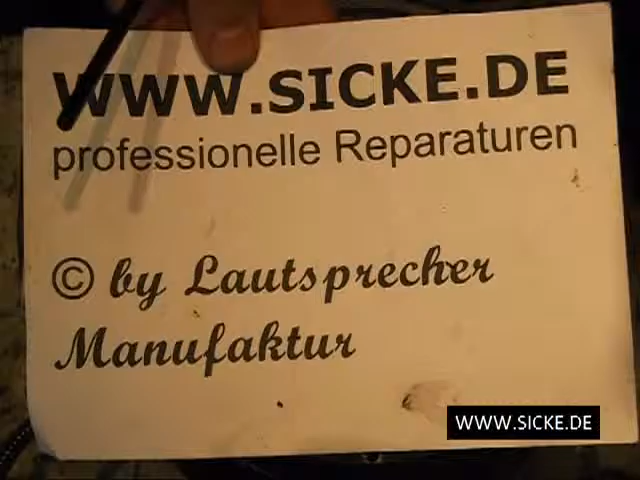 WWW.SICKE.DE
professionelle Reparaturen
© by Lautsprecher
Manufaktur
WWW.SICKE.DE